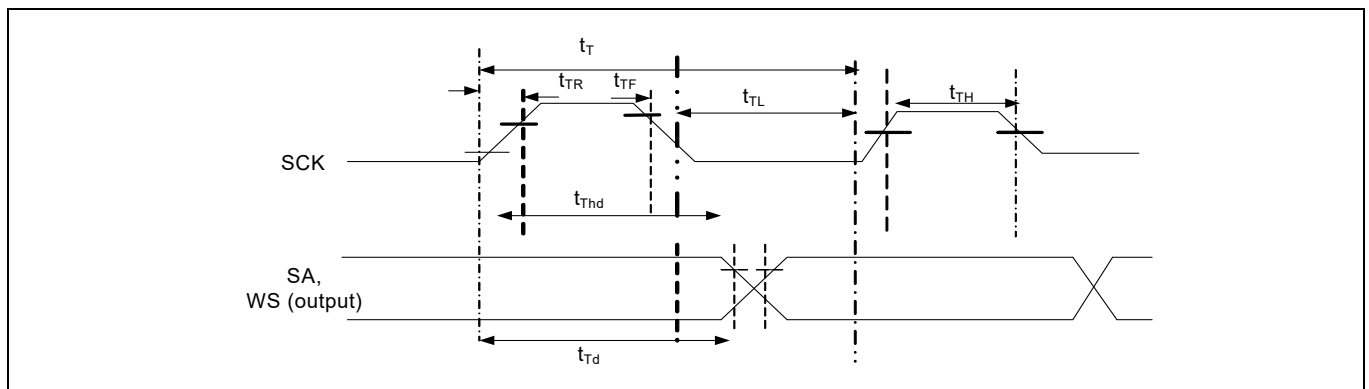 tT
tTR
tTF
tTL
tTH
SCK
tThd
SA,
WS (output)
tTd